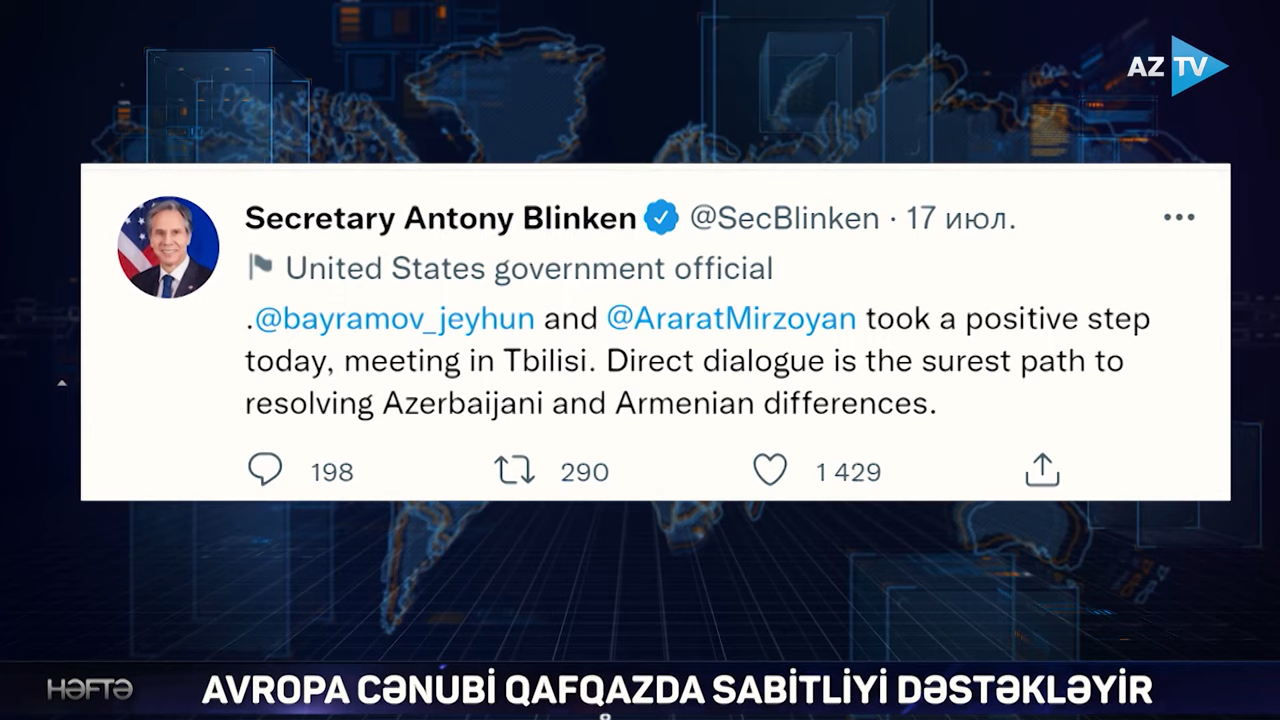 AZ TV
Secretary Antony Blinken @SecBlinken · 17 июл.
United States government official
.@bayramov_jeyhun and @AraratMirzoyan took a positive step
today, meeting in Tbilisi. Direct dialogue is the surest path to
resolving Azerbaijani and Armenian differences.
198 290 1 429
HƏFTƏ
AVROPA CƏNUBİ QAFQAZDA SABİTLİYİ DƏSTƏKLƏYİR